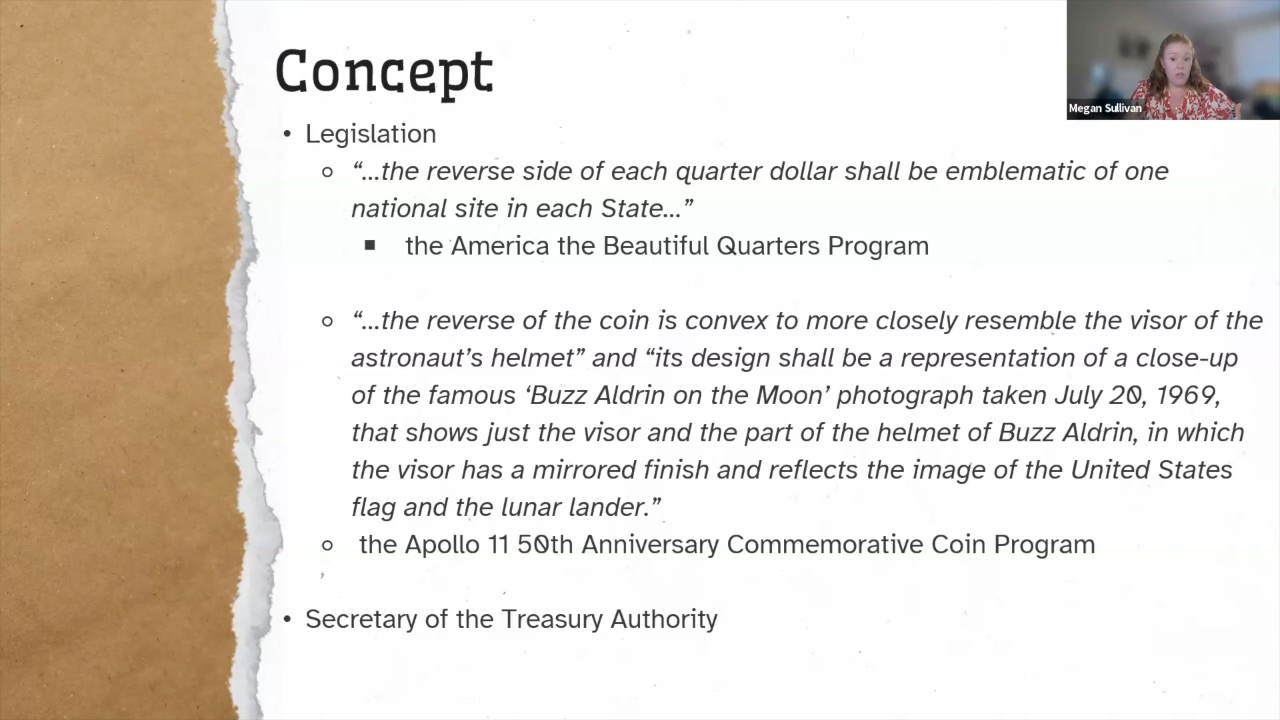 Concept
Megan Sullivan
• Legislation
○ “...the reverse side of each quarter dollar shall be emblematic of one
national site in each State...”
■ the America the Beautiful Quarters Program
○ “...the reverse of the coin is convex to more closely resemble the visor of the
astronaut’s helmet” and “its design shall be a representation of a close-up
of the famous ‘Buzz Aldrin on the Moon’ photograph taken July 20, 1969,
that shows just the visor and the part of the helmet of Buzz Aldrin, in which
the visor has a mirrored finish and reflects the image of the United States
flag and the lunar lander.”
○ the Apollo 11 50th Anniversary Commemorative Coin Program
• Secretary of the Treasury Authority